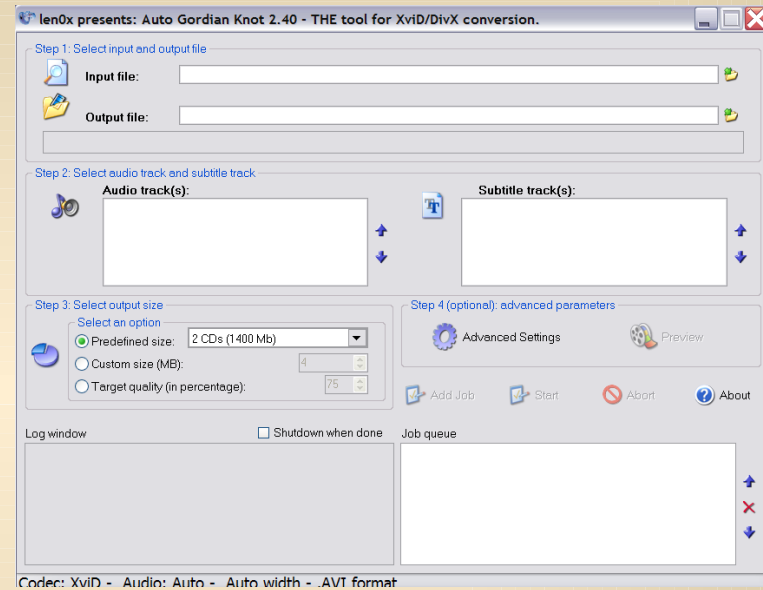 len0x presents: Auto Gordian Knot 2.40 - THE tool for XviD/DivX conversion.
Step 1: Select input and output file
Input file:
Output file:
Step 2: Select audio track and subtitle track
Audio track(s):
Subtitle track(s):
Step 3: Select output size
Select an option
Predefined size: 2 CDs (1400 Mb)
Custom size (MB): 4
Target quality (in percentage): 75
Step 4 (optional): advanced parameters
Advanced Settings
Preview
Add Job
Start
Abort
About
Log window
Shutdown when done
Job queue
Codec: XviD - Audio: Auto - Auto width - .AVI format